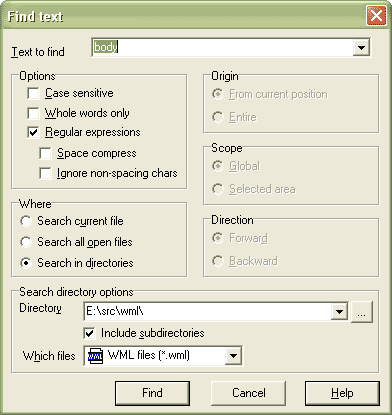 Find text
Text to find body
Options
Case sensitive
Whole words only
Regular expressions
Space compress
Ignore non-spacing chars
Origin
From current position
Entire
Scope
Global
Selected area
Where
Search current file
Search all open files
Search in directories
Direction
Forward
Backward
Search directory options
Directory E:\src\wml\ ...
Include subdirectories
Which files WML files (*.wml)
Find Cancel Help